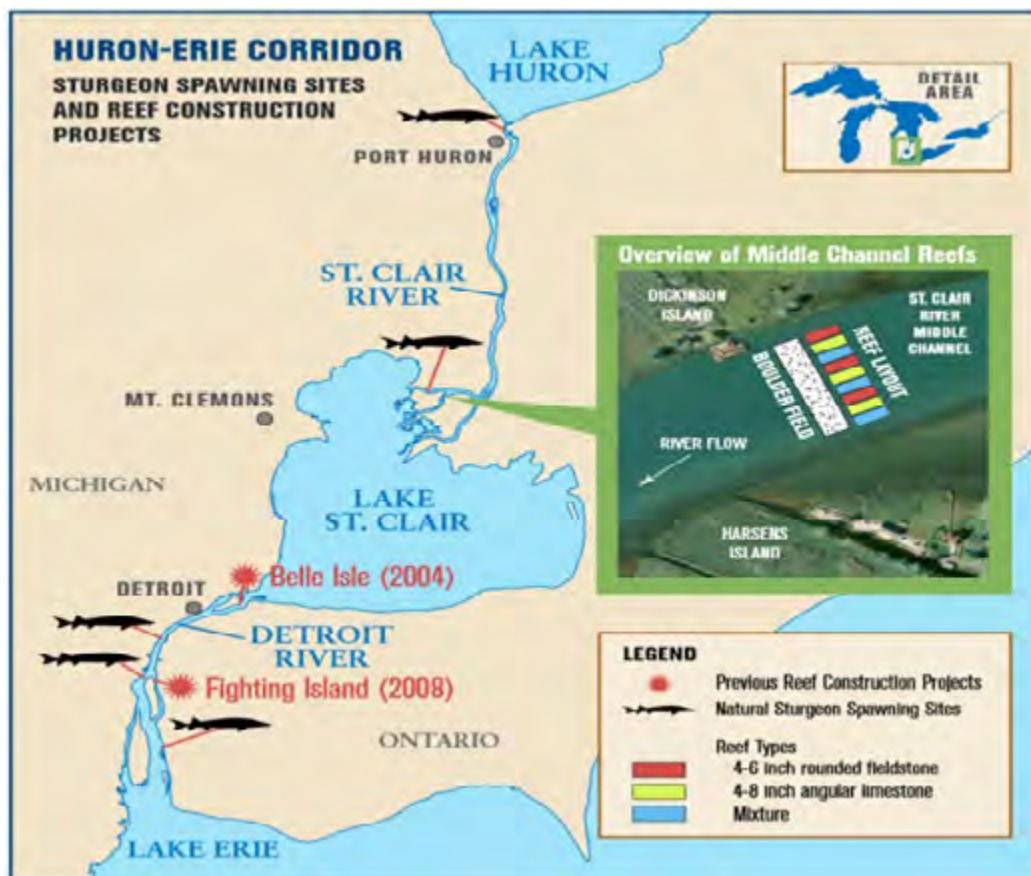 HURON-ERIE CORRIDOR
STURGEON SPAWNING SITES
AND REEF CONSTRUCTION
PROJECTS
LAKE
HURON
DETAIL
AREA
PORT HURON
ST. CLAIR
RIVER
Overview of Middle Channel Reefs
DICKINSON
ISLAND
ST. CLAIR
RIVER
MIDDLE
CHANNEL
REEF LAYOUT
BOULDER FIELD
RIVER FLOW
HARSENS
ISLAND
MT. CLEMONS
MICHIGAN
LAKE
ST. CLAIR
Belle Isle (2004)
DETROIT
DETROIT
RIVER
Fighting Island (2008)
ONTARIO
LAKE ERIE
LEGEND
Previous Reef Construction Projects
Natural Sturgeon Spawning Sites
Reef Types
4-6 inch rounded fieldstone
4-8 inch angular limestone
Mixture